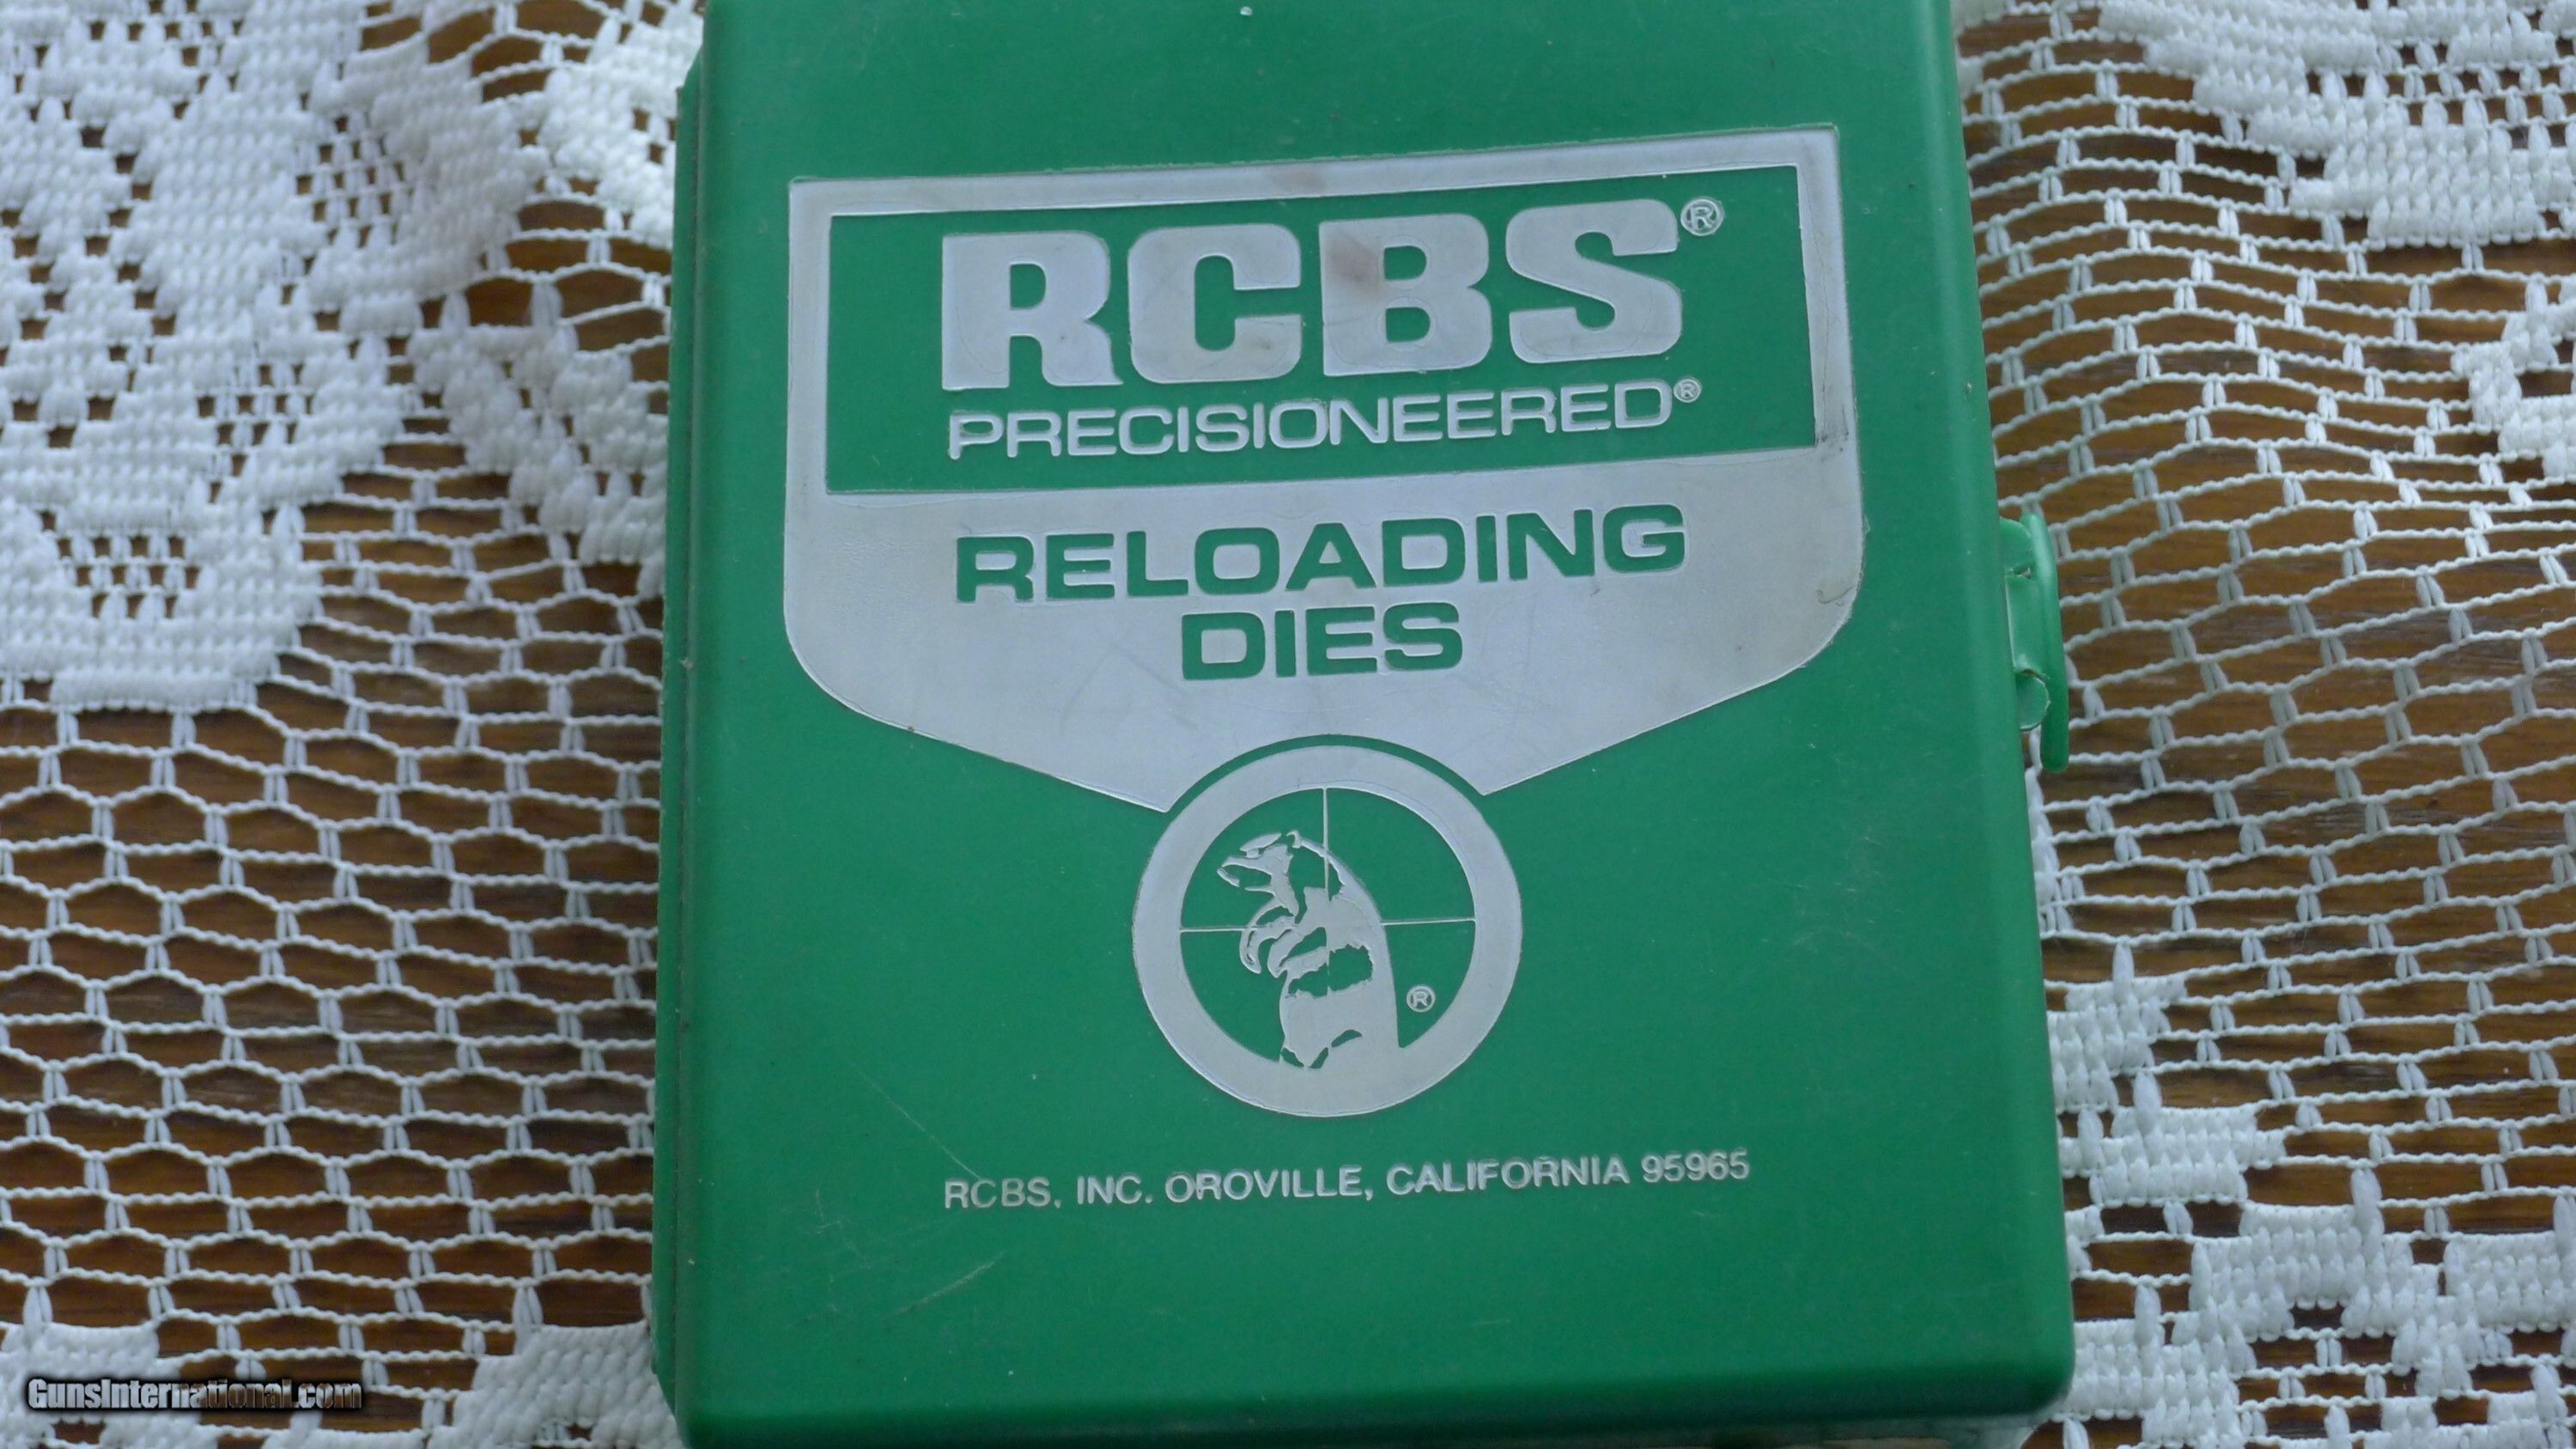 RCBS®
PRECISIONEERED®
RELOADING
DIES
®
RCBS, INC. OROVILLE, CALIFORNIA 95965
GunsInternational.com